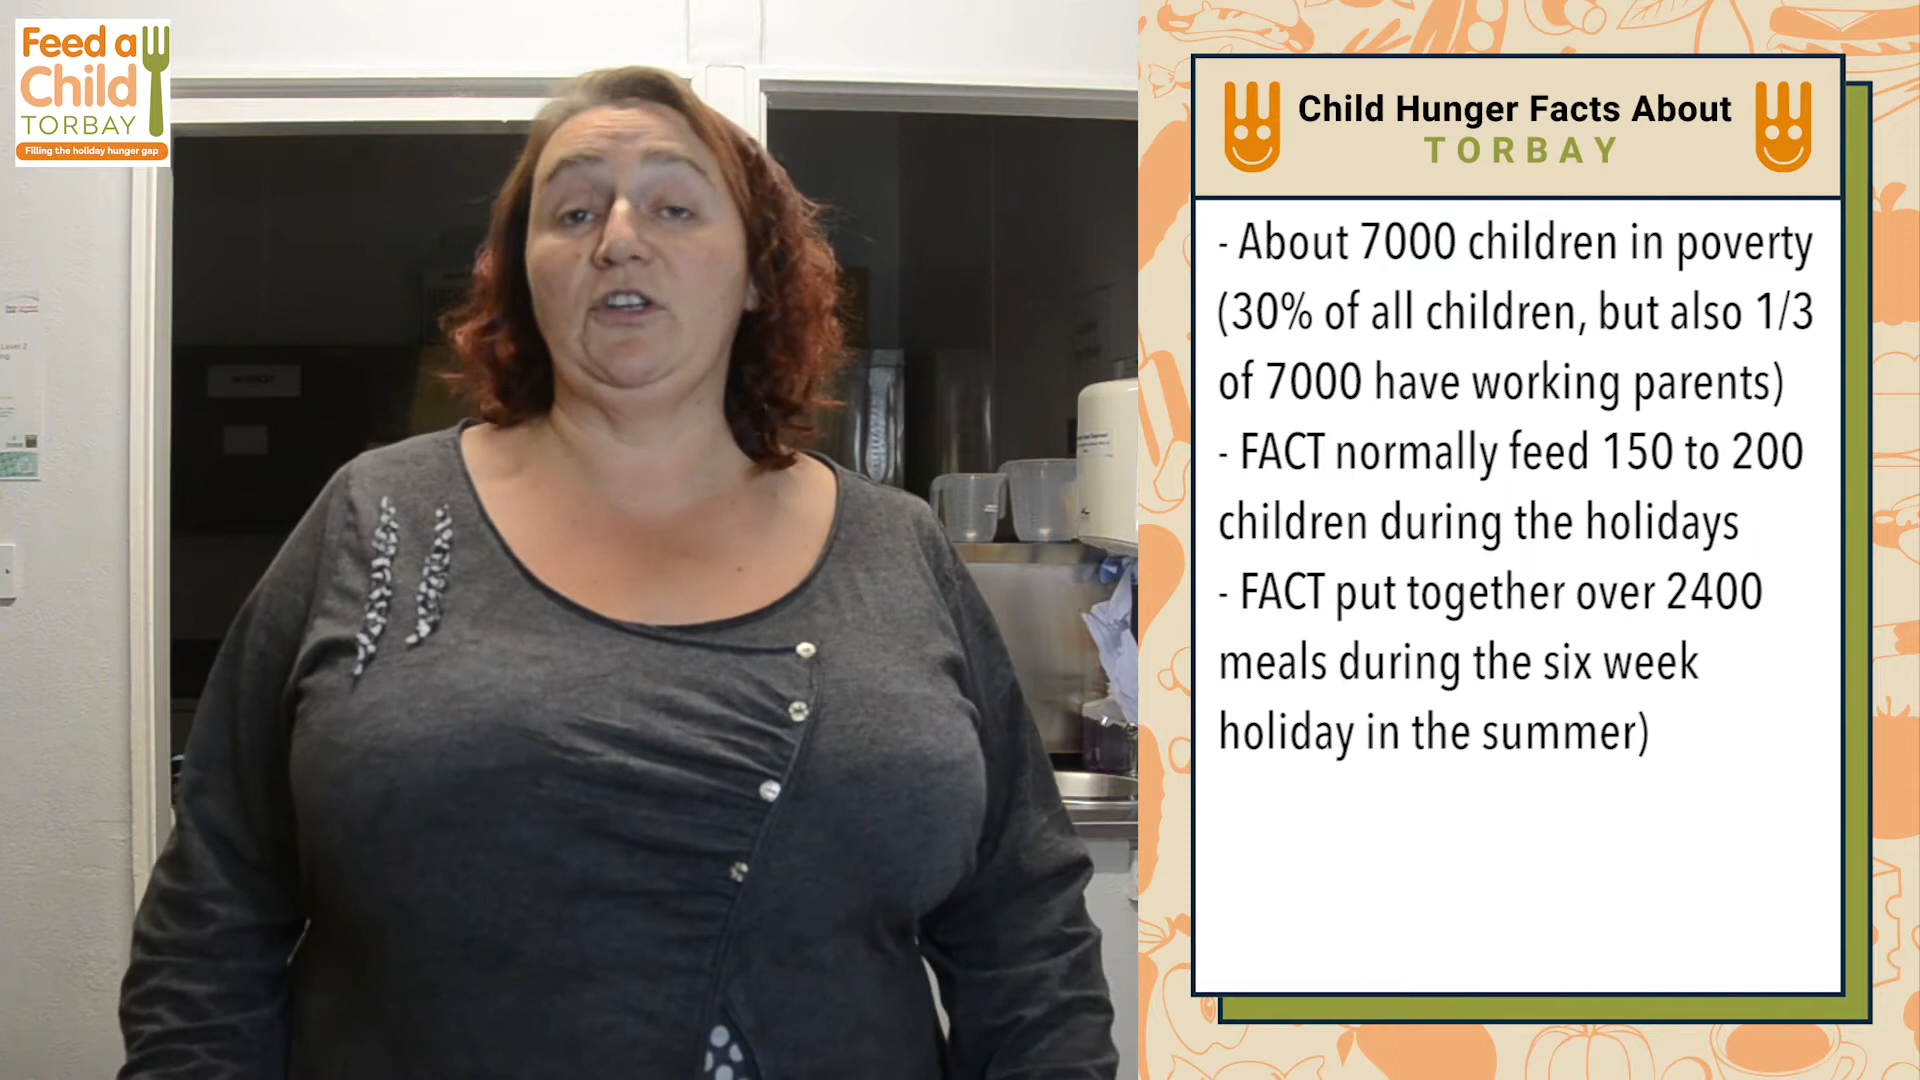 Feed a
Child
TORBAY
Filling the holiday hunger gap
Child Hunger Facts About
TORBAY
- About 7000 children in poverty
(30% of all children, but also 1/3
of 7000 have working parents)
- FACT normally feed 150 to 200
children during the holidays
- FACT put together over 2400
meals during the six week
holiday in the summer)
Level 2